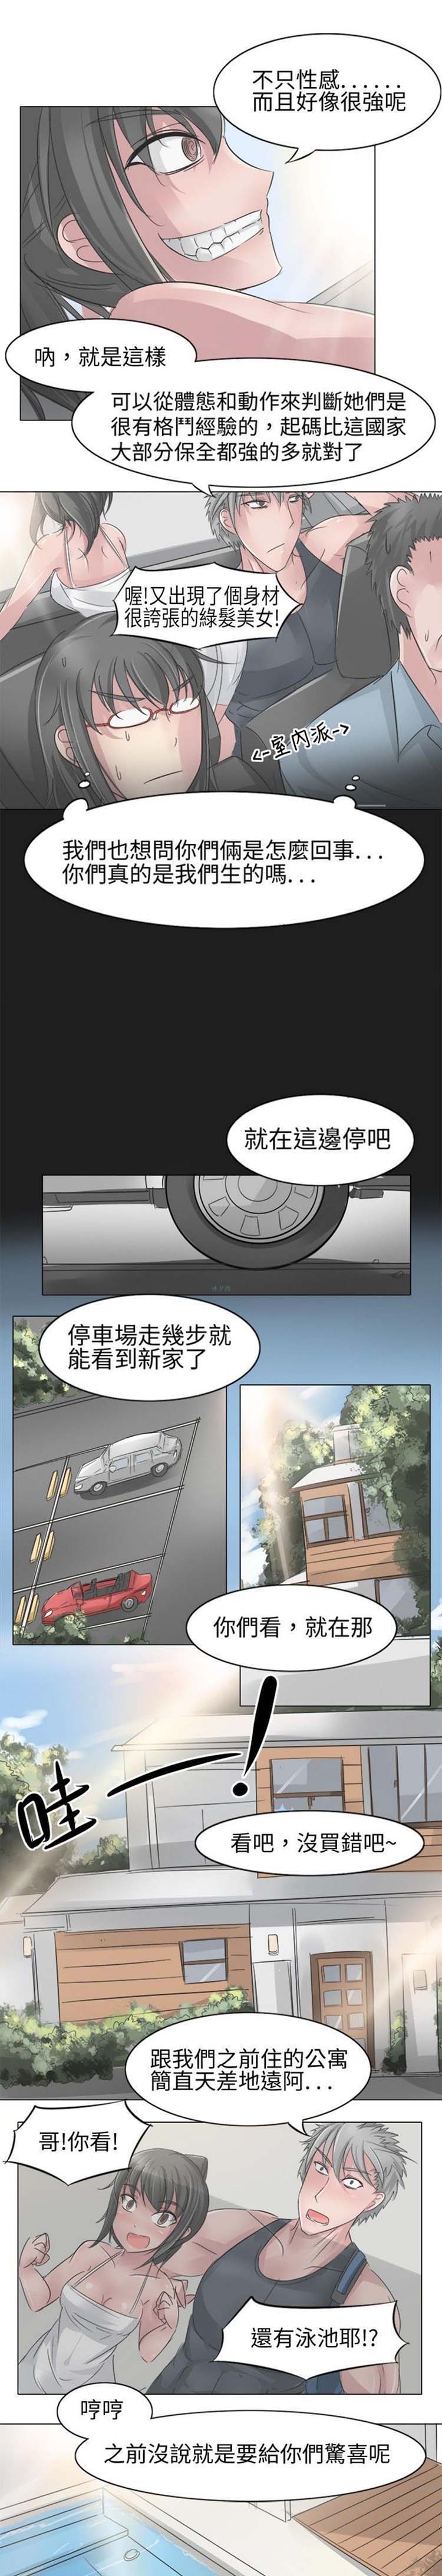 不只性感......
而且好像很強呢
吶，就是這樣
可以從體態和動作來判斷她們是
很有格鬥經驗的，起碼比這國家
大部分保全都強的多就對了
喔!又出現了個身材
很誇張的綠髮美女!
<-室內派->
我們也想問你們倆是怎麼回事...
你們真的是我們生的嗎...
就在這邊停吧
停車場走幾步就
能看到新家了
你們看，就在那
哇一!
看吧，沒買錯吧~
跟我們之前住的公寓
簡直天差地遠阿...
哥!你看!
還有泳池耶!?
哼哼
之前沒說就是要給你們驚喜呢